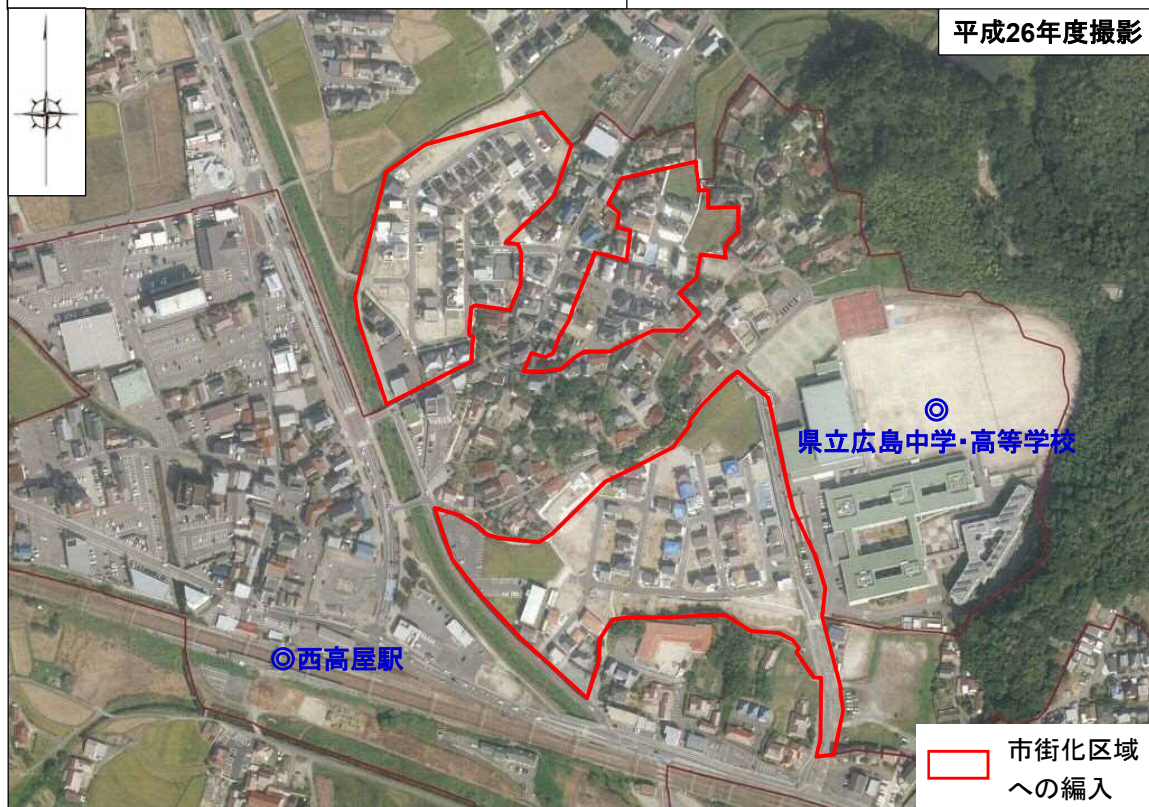 平成26年度撮影
◎
県立広島中学・高等学校
◎西高屋駅
市街化区域
への編入